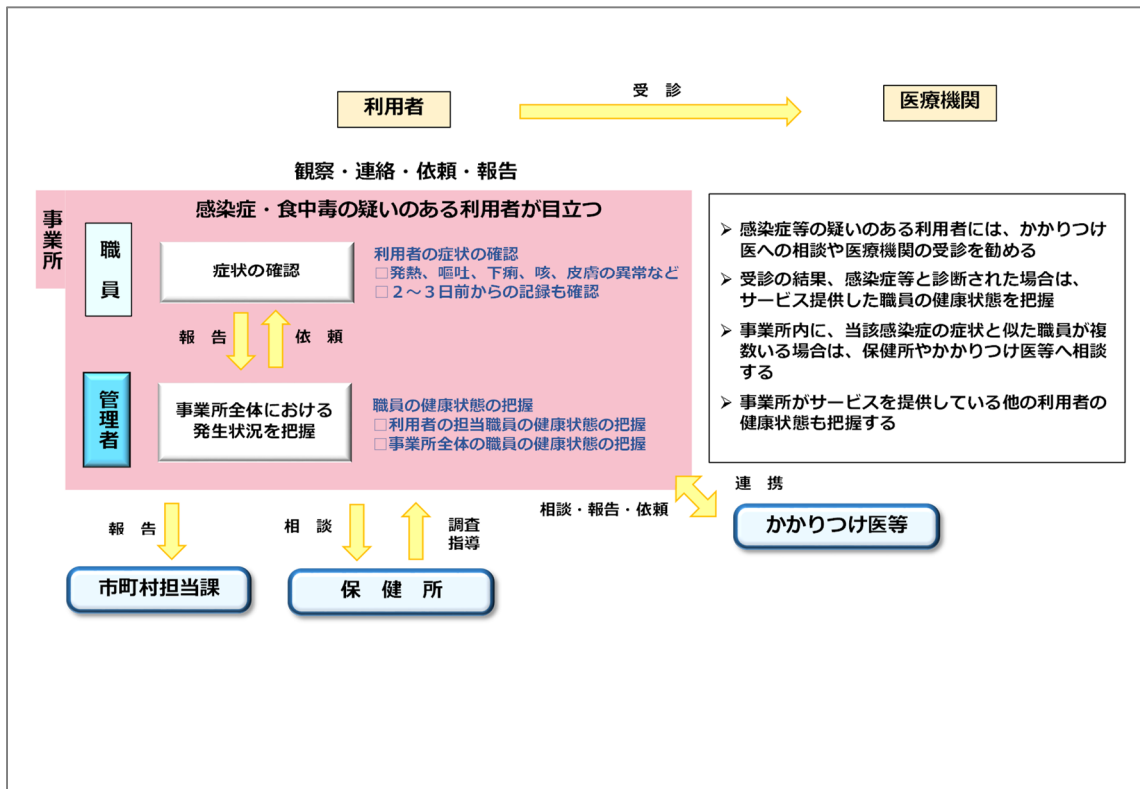 利用者
受　診
医療機関
観察・連絡・依頼・報告
事業所
感染症・食中毒の疑いのある利用者が目立つ
職員
症状の確認
利用者の症状の確認
□発熱、嘔吐、下痢、咳、皮膚の異常など
□２～３日前からの記録も確認
報　告
依　頼
管理者
事業所全体における
発生状況を把握
職員の健康状態の把握
□利用者の担当職員の健康状態の把握
□事業所全体の職員の健康状態の把握
➢ 感染症等の疑いのある利用者には、かかりつけ
医への相談や医療機関の受診を勧める
➢ 受診の結果、感染症等と診断された場合は、
サービス提供した職員の健康状態を把握
➢ 事業所内に、当該感染症の症状と似た職員が複
数いる場合は、保健所やかかりつけ医等へ相談
する
➢ 事業所がサービスを提供している他の利用者の
健康状態も把握する
報　告
相　談
調査
指導
相談・報告・依頼
連　携
かかりつけ医等
市町村担当課
保　健　所